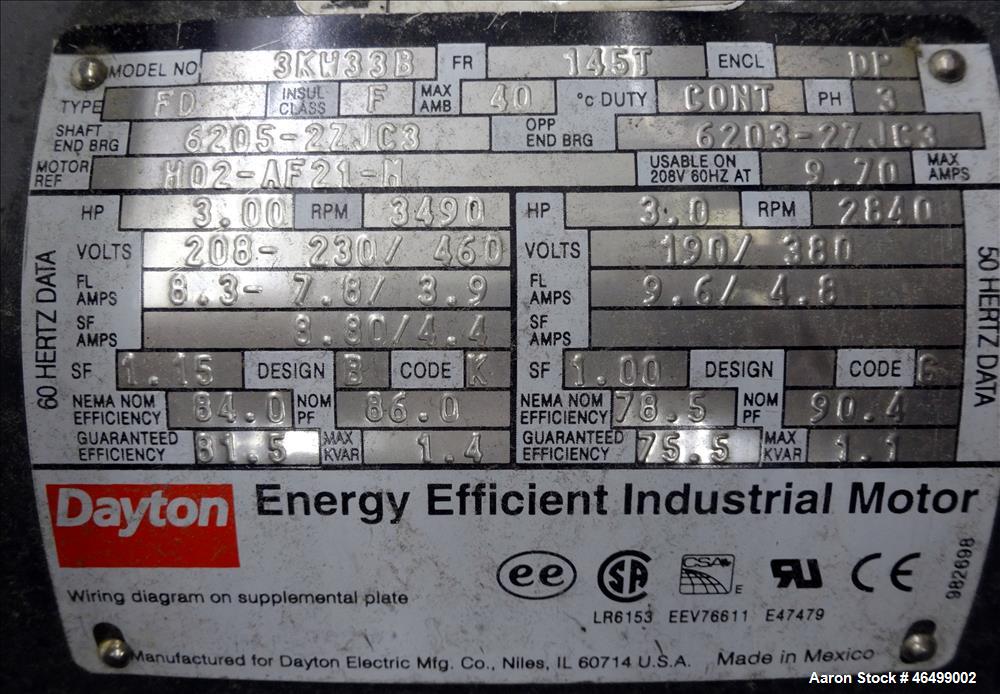 MODEL NO 3KW33B FR 145T ENCL DP
TYPE FD INSUL CLASS F MAX AMB 40 °C DUTY CONT PH 3
SHAFT END BRG 6205-2ZJC3 OPP END BRG 6203-2ZJC3
MOTOR REF M02-AF21-M USABLE ON 208V 60HZ AT 9.70 MAX AMPS
60 HERTZ DATA
HP 3.00 RPM 3490
VOLTS 208- 230/ 460
FL AMPS 8.3- 7.8/ 3.9
SF AMPS 8.80/4.4
SF 1.15 DESIGN B CODE K
NEMA NOM EFFICIENCY 84.0 NOM PF 86.0
GUARANTEED EFFICIENCY 81.5 MAX KVAR 1.4
50 HERTZ DATA
HP 3.0 RPM 2840
VOLTS 190/ 380
FL AMPS 9.6/ 4.8
SF AMPS
SF 1.00 DESIGN CODE G
NEMA NOM EFFICIENCY 78.5 NOM PF 90.4
GUARANTEED EFFICIENCY 75.5 MAX KVAR 1.1
Dayton Energy Efficient Industrial Motor
ee SA CSA E RU CE
Wiring diagram on supplemental plate
LR6153 EEV76611 E47479
982698
Manufactured for Dayton Electric Mfg. Co., Niles, IL 60714 U.S.A. Made in Mexico
Aaron Stock # 46499002